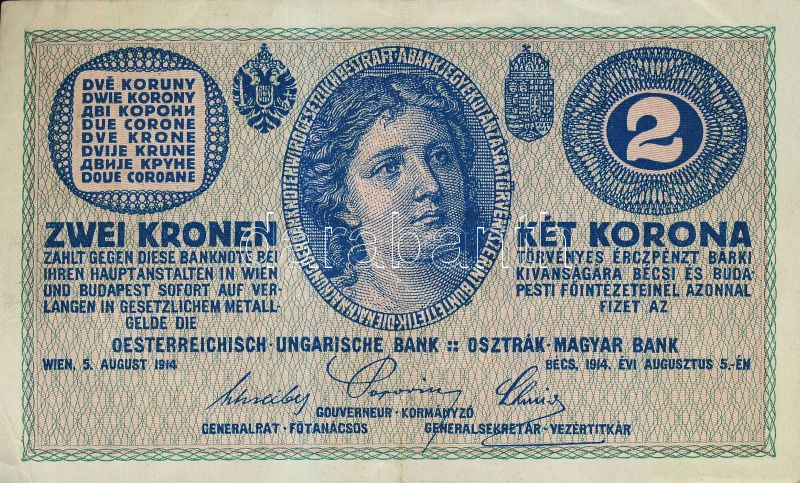 DVĚ KORUNY
DWIE KORONY
ДВІ КОРОНИ
DUE CORONE
DVE KRONE
DVIJE KRUNE
ДВИЈЕ КРУНЕ
DOUE COROANE
2
ZWEI KRONEN
ZAHLT GEGEN DIESE BANKNOTE BEI
IHREN HAUPTANSTALTEN IN WIEN
UND BUDAPEST SOFORT AUF VER-
LANGEN IN GESETZLICHEM METALL-
GELDE DIE
KÉT KORONA
TÖRVÉNYES ÉRCZPÉNZT BÁRKI
KIVÁNSÁGÁRA BÉCSI ÉS BUDA-
PESTI FŐINTÉZETEINÉL AZONNAL
FIZET AZ
OESTERREICHISCH-UNGARISCHE BANK :: OSZTRÁK-MAGYAR BANK
WIEN, 5. AUGUST 1914
BÉCS, 1914. ÉVI AUGUSZTUS 5.-ÉN
GOUVERNEUR-KORMÁNYZÓ
GENERALRAT-FŐTANÁCSOS
GENERALSEKRETÄR-VEZÉRTITKÁR
darabanth